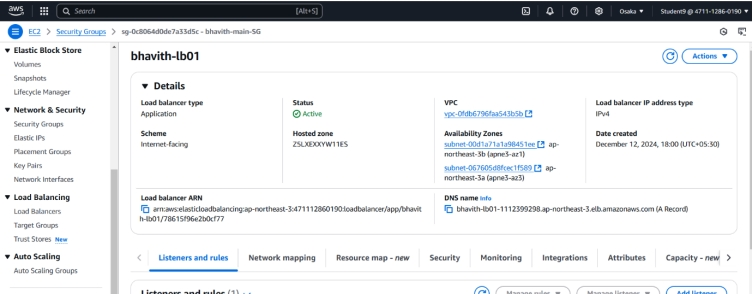 aws
Search [Alt+S]
Osaka Student9 @ 4711-1286-0190
EC2 > Security Groups > sg-0c8064d0de7a33d5c - bhavith-main-SG
Elastic Block Store
Volumes
Snapshots
Lifecycle Manager
Network & Security
Security Groups
Elastic IPs
Placement Groups
Key Pairs
Network Interfaces
Load Balancing
Load Balancers
Target Groups
Trust Stores New
Auto Scaling
Auto Scaling Groups
bhavith-lb01
Actions
Details
Load balancer type
Application
Status
Active
VPC
vpc-0fdb6796faa543b5b
Load balancer IP address type
IPv4
Scheme
Internet-facing
Hosted zone
Z5LXEXXYW11ES
Availability Zones
subnet-00d1a71a1a98451ee ap-
northeast-3b (apne3-az1)
subnet-067605d8fcec1f589 ap-
northeast-3a (apne3-az3)
Date created
December 12, 2024, 18:00 (UTC+05:30)
Load balancer ARN
arn:aws:elasticloadbalancing:ap-northeast-3:471112860190:loadbalancer/app/bhavit
h-lb01/78615f96e2b0cf77
DNS name Info
bhavith-lb01-1112399298.ap-northeast-3.elb.amazonaws.com (A Record)
Listeners and rules Network mapping Resource map - new Security Monitoring Integrations Attributes Capacity - new
Listeners and rules (1) Manage rules Manage listener Add listener